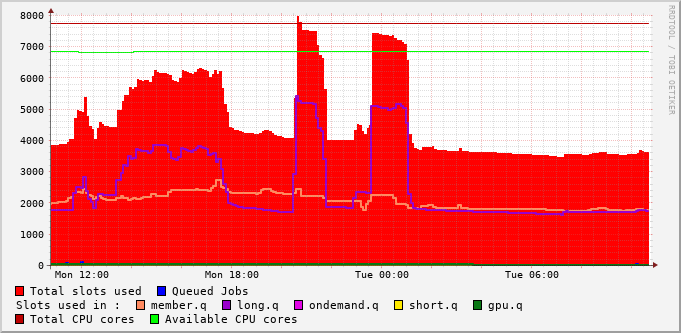 RRDTOOL / TOBI OETIKER
8000
7000
6000
5000
4000
3000
2000
1000
0
Mon 12:00 Mon 18:00 Tue 00:00 Tue 06:00
Total slots used Queued Jobs
Slots used in : member.q long.q ondemand.q short.q gpu.q
Total CPU cores Available CPU cores